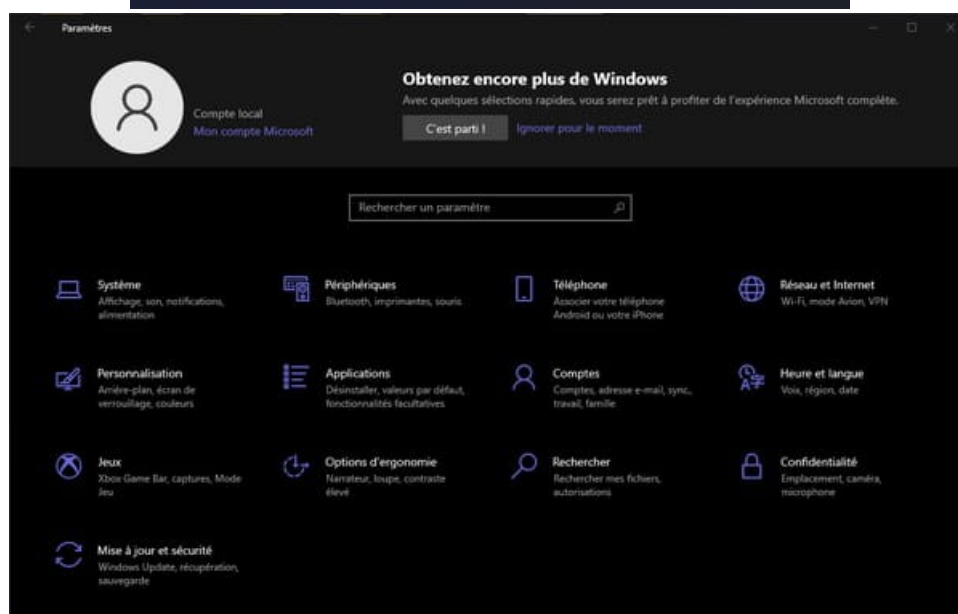 Paramètres
Obtenez encore plus de Windows
Avec quelques sélections rapides, vous serez prêt à profiter de l'expérience Microsoft complète.
Compte local
Mon compte Microsoft
C'est parti !
Ignorer pour le moment
Rechercher un paramètre
Système
Affichage, son, notifications,
alimentation
Périphériques
Bluetooth, imprimantes, souris
Téléphone
Associer votre téléphone
Android ou votre iPhone
Réseau et Internet
Wi-Fi, mode Avion, VPN
Personnalisation
Arrière-plan, écran de
verrouillage, couleurs
Applications
Désinstaller, valeurs par défaut,
fonctionnalités facultatives
Comptes
Comptes, adresse e-mail, sync.,
travail, famille
Heure et langue
Voix, région, date
Jeux
Xbox Game Bar, captures, Mode
Jeu
Options d'ergonomie
Narrateur, loupe, contraste
élevé
Rechercher
Rechercher mes fichiers,
autorisations
Confidentialité
Emplacement, caméra,
microphone
Mise à jour et sécurité
Windows Update, récupération,
sauvegarde